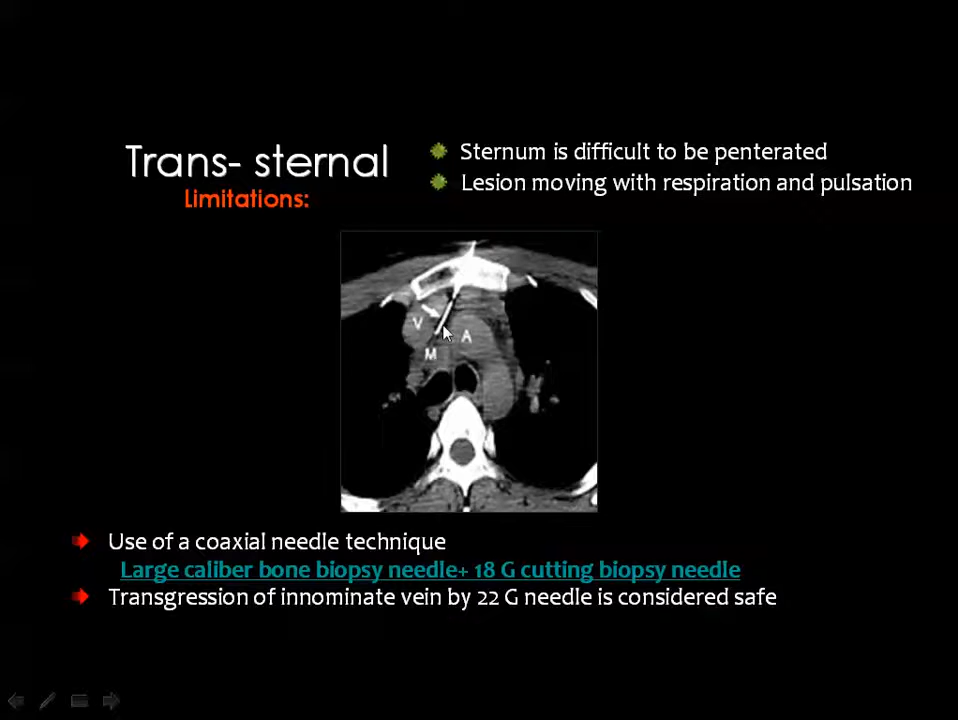 Trans- sternal
Limitations:
Sternum is difficult to be penterated
Lesion moving with respiration and pulsation
V
A
M
Use of a coaxial needle technique
Large caliber bone biopsy needle+ 18 G cutting biopsy needle
Transgression of innominate vein by 22 G needle is considered safe